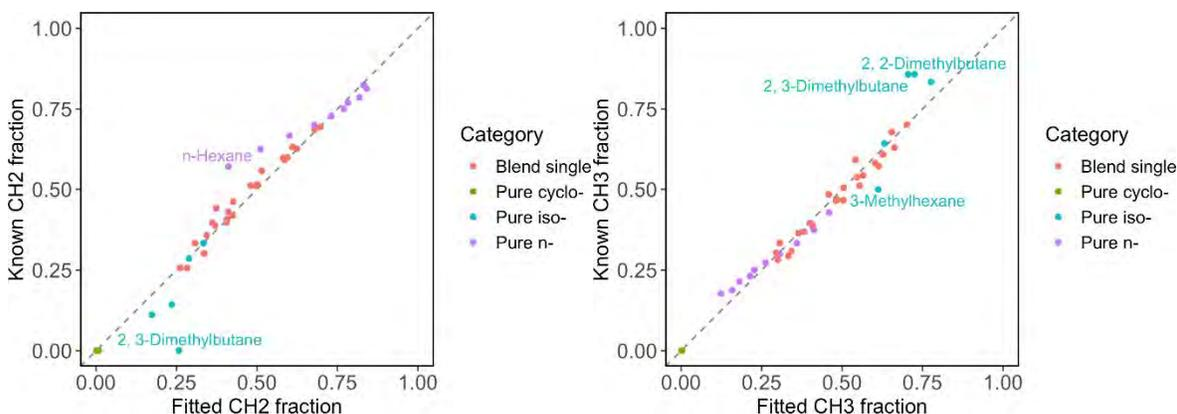 1.00
0.75
0.50
0.25
0.00
Known CH2 fraction
n-Hexane
2, 3-Dimethylbutane
0.00 0.25 0.50 0.75 1.00
Fitted CH2 fraction
Category
Blend single
Pure cyclo-
Pure iso-
Pure n-
1.00
0.75
0.50
0.25
0.00
Known CH3 fraction
2, 2-Dimethylbutane
2, 3-Dimethylbutane
3-Methylhexane
0.00 0.25 0.50 0.75 1.00
Fitted CH3 fraction
Category
Blend single
Pure cyclo-
Pure iso-
Pure n-